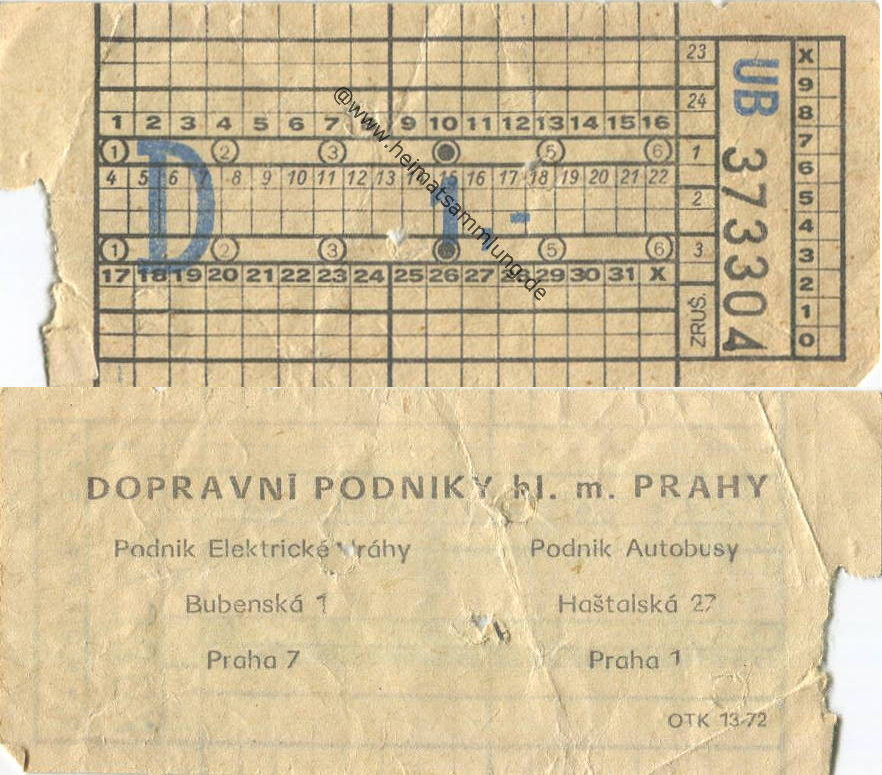 23
24
1 2 3 4 5 6 7 8 9 10 11 12 13 14 15 16
1 2 3 5 6 1
4 5 6 7 8 9 10 11 12 13 14 15 16 17 18 19 20 21 22
2
D 1,-
1 2 3 5 6 3
17 18 19 20 21 22 23 24 25 26 27 28 29 30 31 X
ZRUŠ.
UB 373304
X
9
8
7
6
5
4
3
2
1
0
@www.heimatsammlung.de
DOPRAVNÍ PODNIKY hl. m. PRAHY
Podnik Elektrické dráhy
Bubenská 1
Praha 7
Podnik Autobusy
Haštalská 27
Praha 1
OTK 13-72